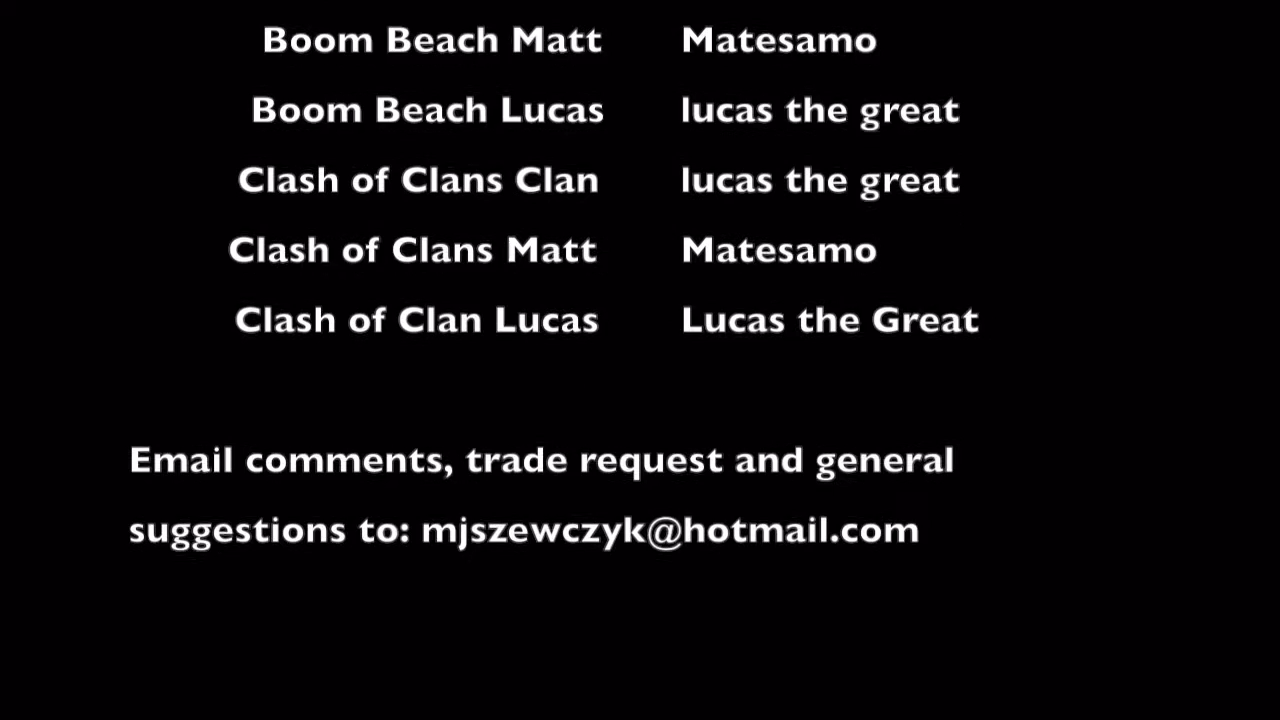 Boom Beach Matt Matesamo
Boom Beach Lucas lucas the great
Clash of Clans Clan lucas the great
Clash of Clans Matt Matesamo
Clash of Clan Lucas Lucas the Great
Email comments, trade request and general
suggestions to: mjszewczyk@hotmail.com